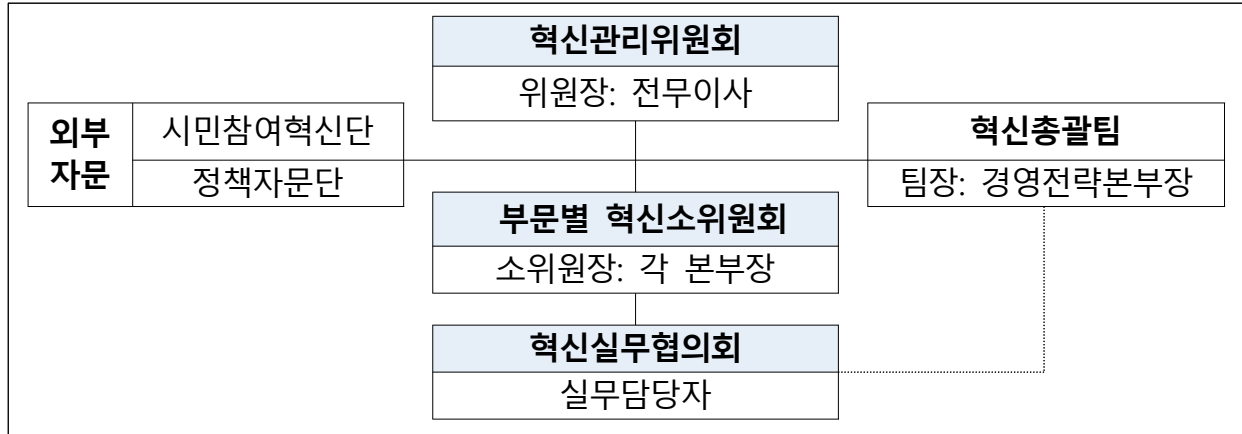 혁신관리위원회
위원장: 전무이사
외부
자문
시민참여혁신단
정책자문단
혁신총괄팀
팀장: 경영전략본부장
부문별 혁신소위원회
소위원장: 각 본부장
혁신실무협의회
실무담당자